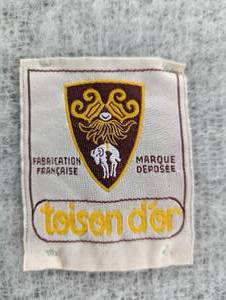 FABRICATION
FRANÇAISE
MARQUE
DÉPOSÉE
toison d'or